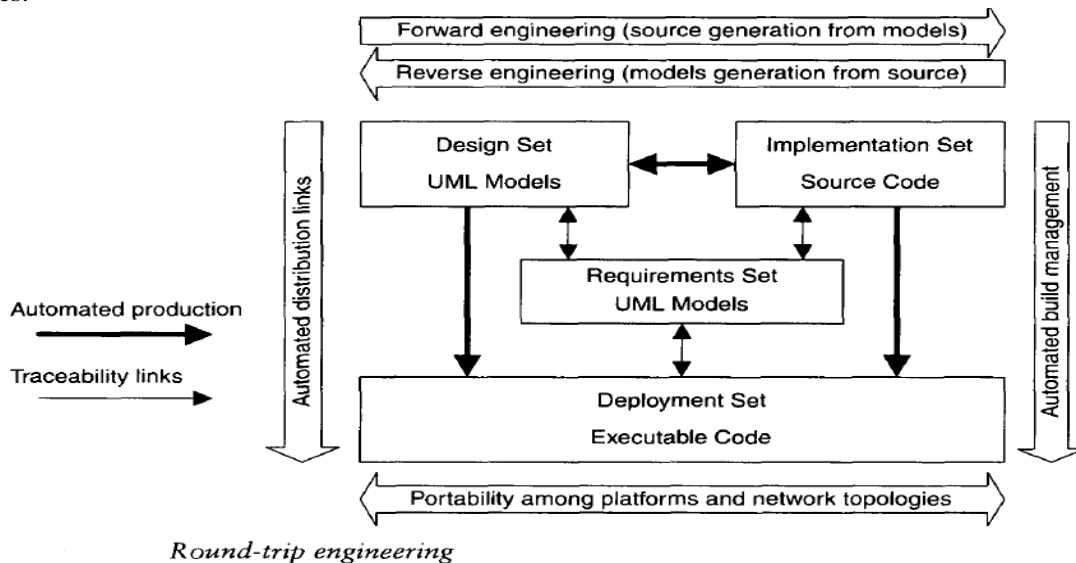 es.
Forward engineering (source generation from models)
Reverse engineering (models generation from source)
Design Set
UML Models
Implementation Set
Source Code
Automated distribution links
Automated build management
Requirements Set
UML Models
Automated production
Traceability links
Deployment Set
Executable Code
Portability among platforms and network topologies
Round-trip engineering